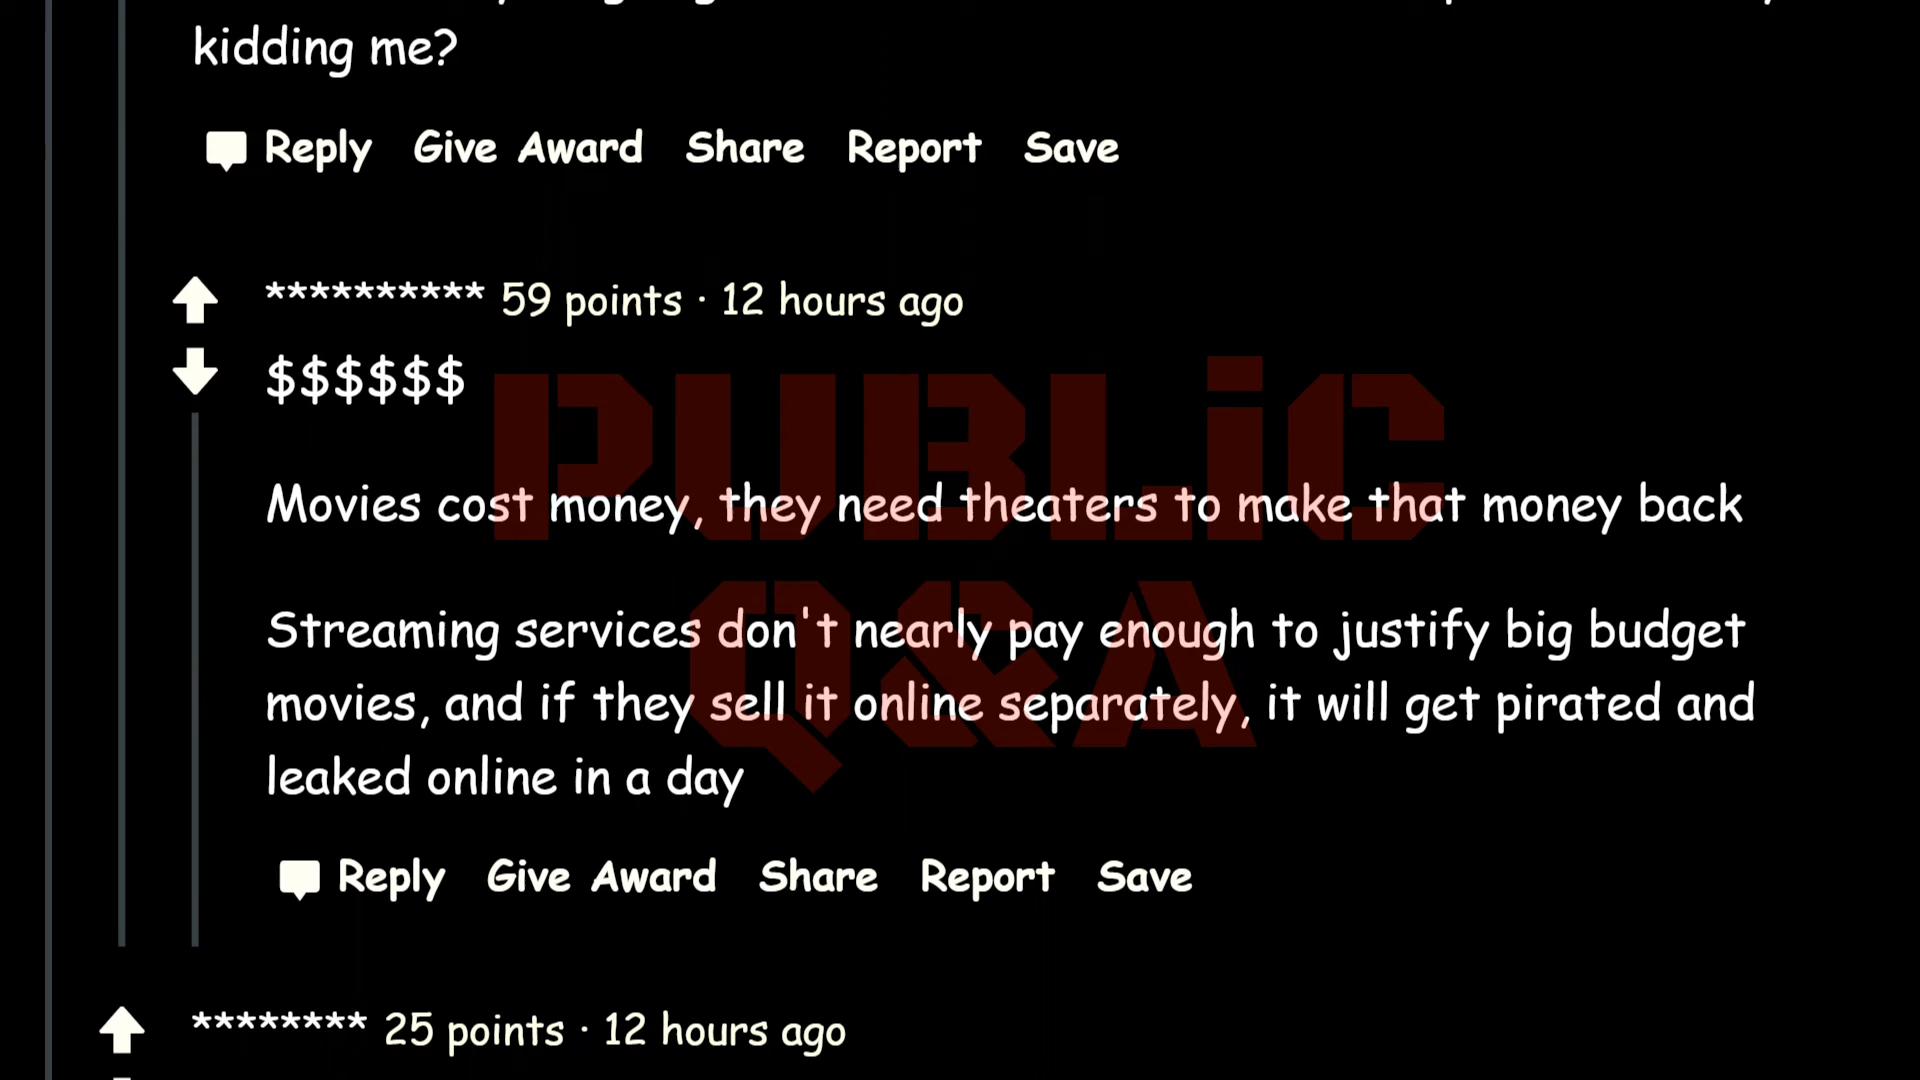 kidding me?
Reply Give Award Share Report Save
********** 59 points · 12 hours ago
$$$$$$
PUBLiC
Movies cost money, they need theaters to make that money back
Q&A
Streaming services don't nearly pay enough to justify big budget
movies, and if they sell it online separately, it will get pirated and
leaked online in a day
Reply Give Award Share Report Save
******** 25 points · 12 hours ago